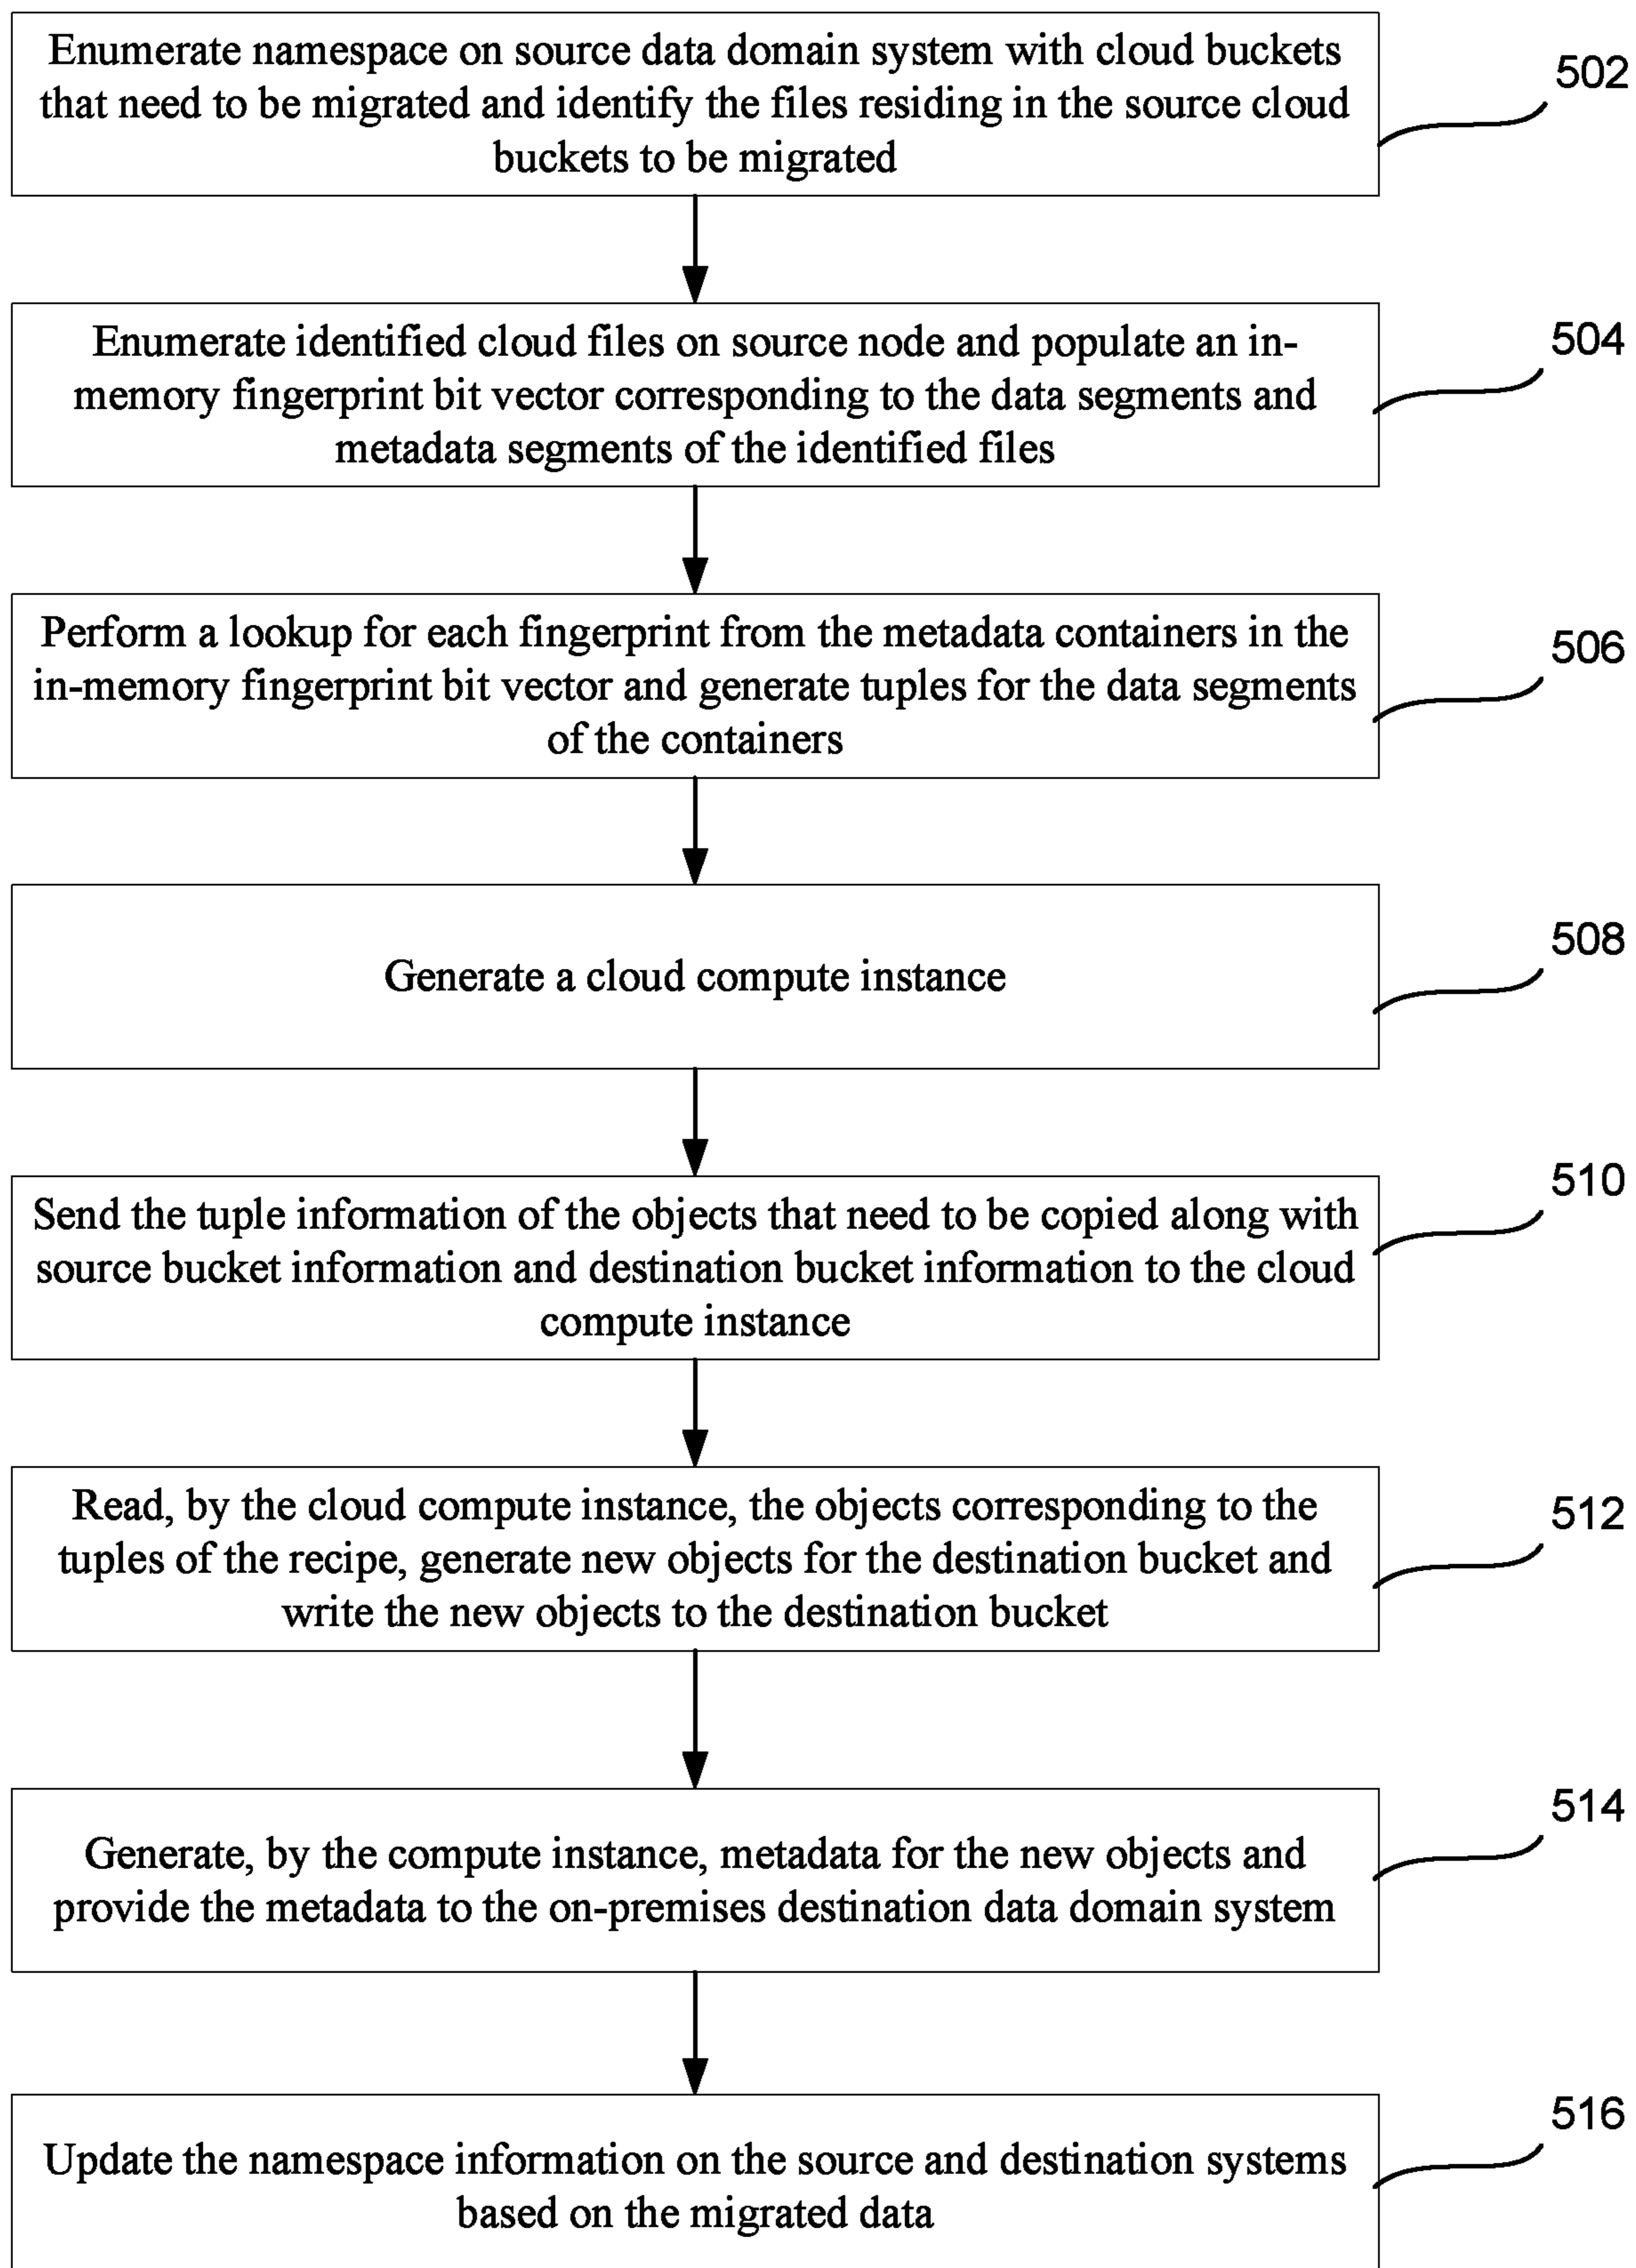 Enumerate namespace on source data domain system with cloud buckets
that need to be migrated and identify the files residing in the source cloud
buckets to be migrated
502
Enumerate identified cloud files on source node and populate an in-
memory fingerprint bit vector corresponding to the data segments and
metadata segments of the identified files
504
Perform a lookup for each fingerprint from the metadata containers in the
in-memory fingerprint bit vector and generate tuples for the data segments
of the containers
506
Generate a cloud compute instance
508
Send the tuple information of the objects that need to be copied along with
source bucket information and destination bucket information to the cloud
compute instance
510
Read, by the cloud compute instance, the objects corresponding to the
tuples of the recipe, generate new objects for the destination bucket and
write the new objects to the destination bucket
512
Generate, by the compute instance, metadata for the new objects and
provide the metadata to the on-premises destination data domain system
514
Update the namespace information on the source and destination systems
based on the migrated data
516